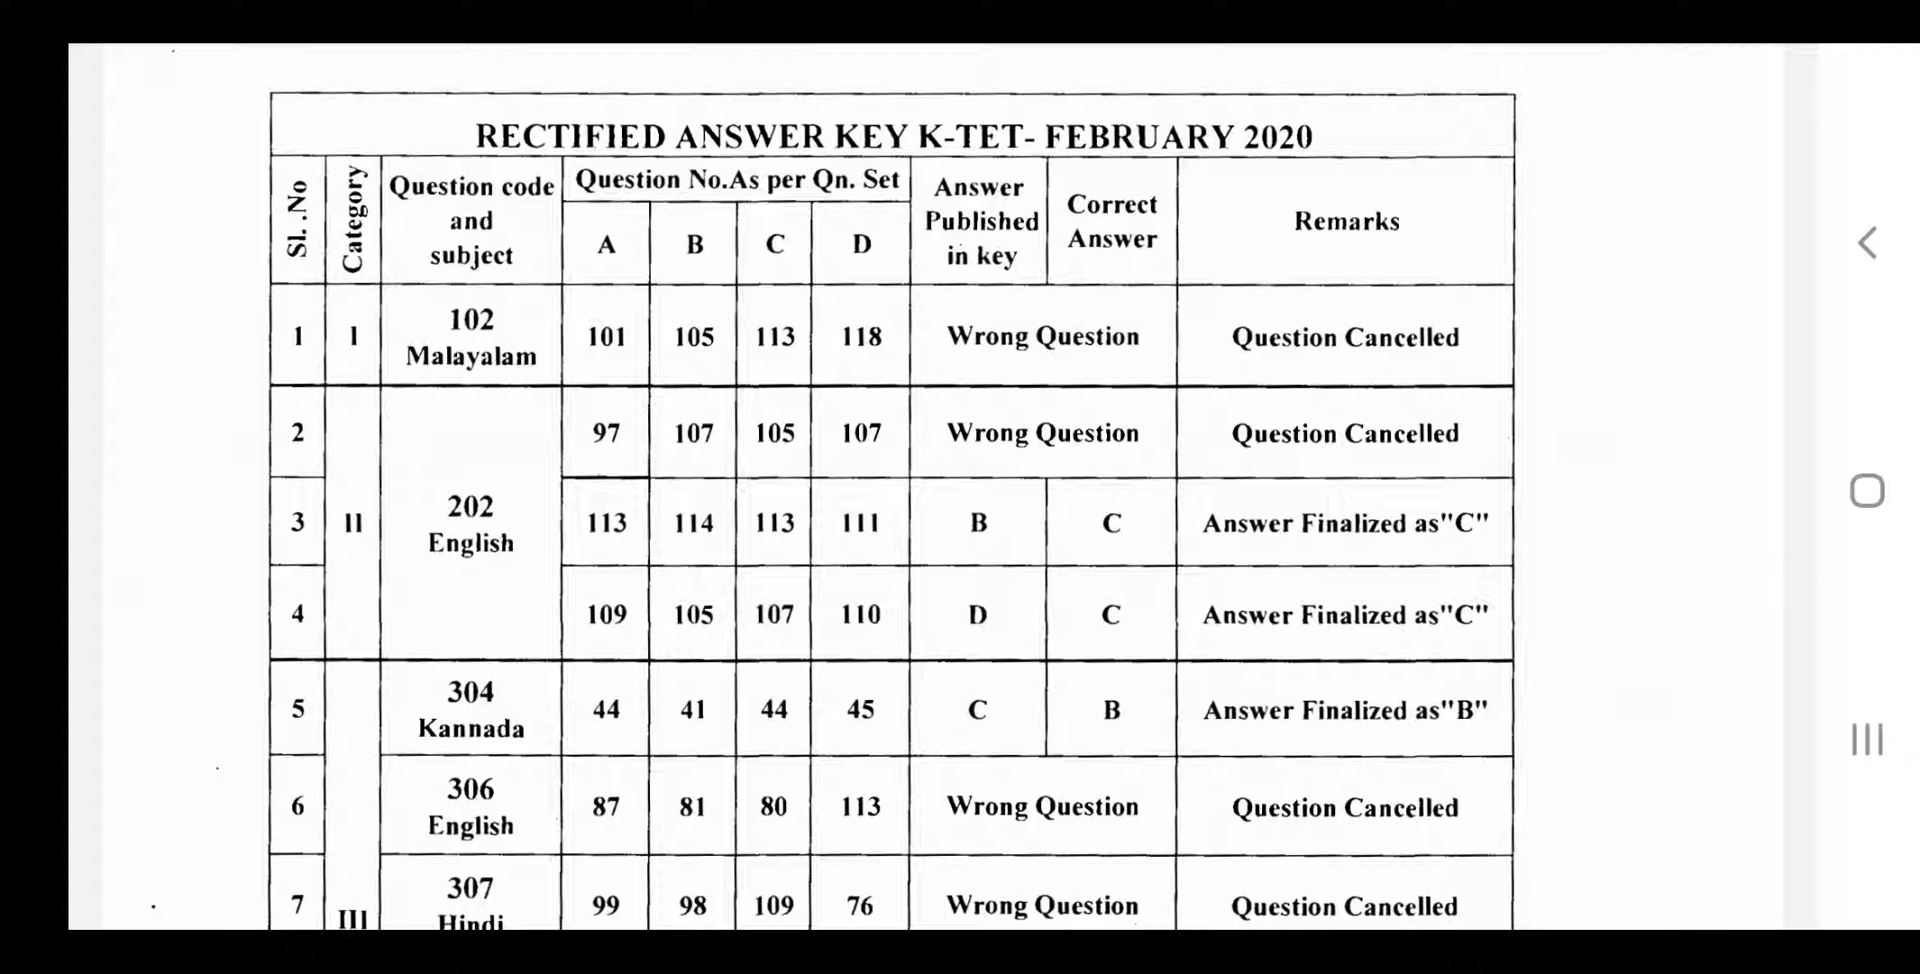 RECTIFIED ANSWER KEY K-TET- FEBRUARY 2020
Sl. .No Category Question code and subject Question No.As per Qn. Set Answer Published in key Correct Answer Remarks
A B C D
1 I 102 Malayalam 101 105 113 118 Wrong Question Question Cancelled
2 97 107 105 107 Wrong Question Question Cancelled
3 II 202 English 113 114 113 111 B C Answer Finalized as"C"
4 109 105 107 110 D C Answer Finalized as"C"
5 304 Kannada 44 41 44 45 C B Answer Finalized as"B"
6 306 English 87 81 80 113 Wrong Question Question Cancelled
7 III 307 Hindi 99 98 109 76 Wrong Question Question Cancelled